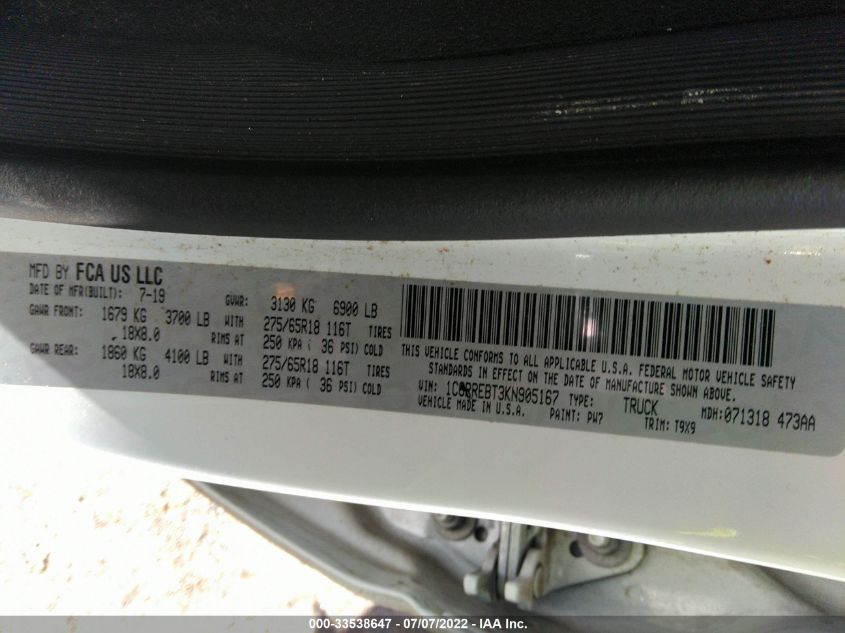 MFD BY FCA US LLC
DATE OF MFR(BUILT): 7-19 GVWR: 3130 KG 6900 LB
GAWR FRONT: 1679 KG 3700 LB WITH 275/65R18 116T TIRES
18X8.0 RIMS AT 250 KPA ( 36 PSI) COLD
GAWR REAR: 1860 KG 4100 LB WITH 275/65R18 116T TIRES
18X8.0 RIMS AT 250 KPA ( 36 PSI) COLD
THIS VEHICLE CONFORMS TO ALL APPLICABLE U.S.A. FEDERAL MOTOR VEHICLE SAFETY
STANDARDS IN EFFECT ON THE DATE OF MANUFACTURE SHOWN ABOVE.
VIN: 1C6RREBT3KN905167 TYPE: TRUCK MDH: 071318 473AA
VEHICLE MADE IN U.S.A. PAINT: PW7 TRIM: T9X9
000-33538647 - 07/07/2022 - IAA Inc.